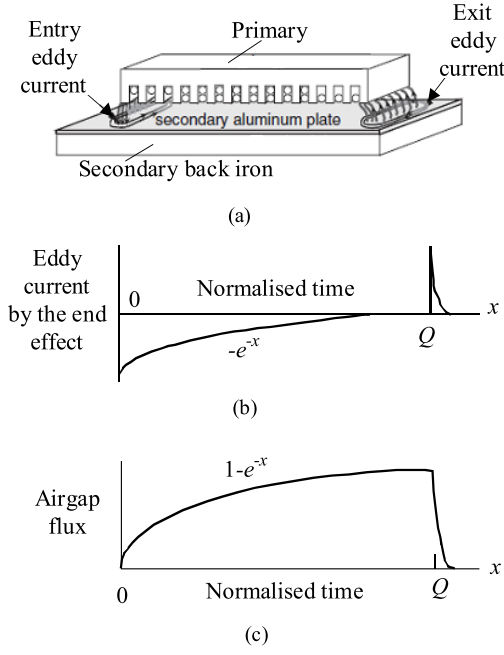 Entry
eddy
current
Primary
Exit
eddy
current
secondary aluminum plate
Secondary back iron
(a)
Eddy
current
by the end
effect
0
Normalised time
x
Q
-e^-x
(b)
1-e^-x
Airgap
flux
0
Normalised time
Q
x
(c)